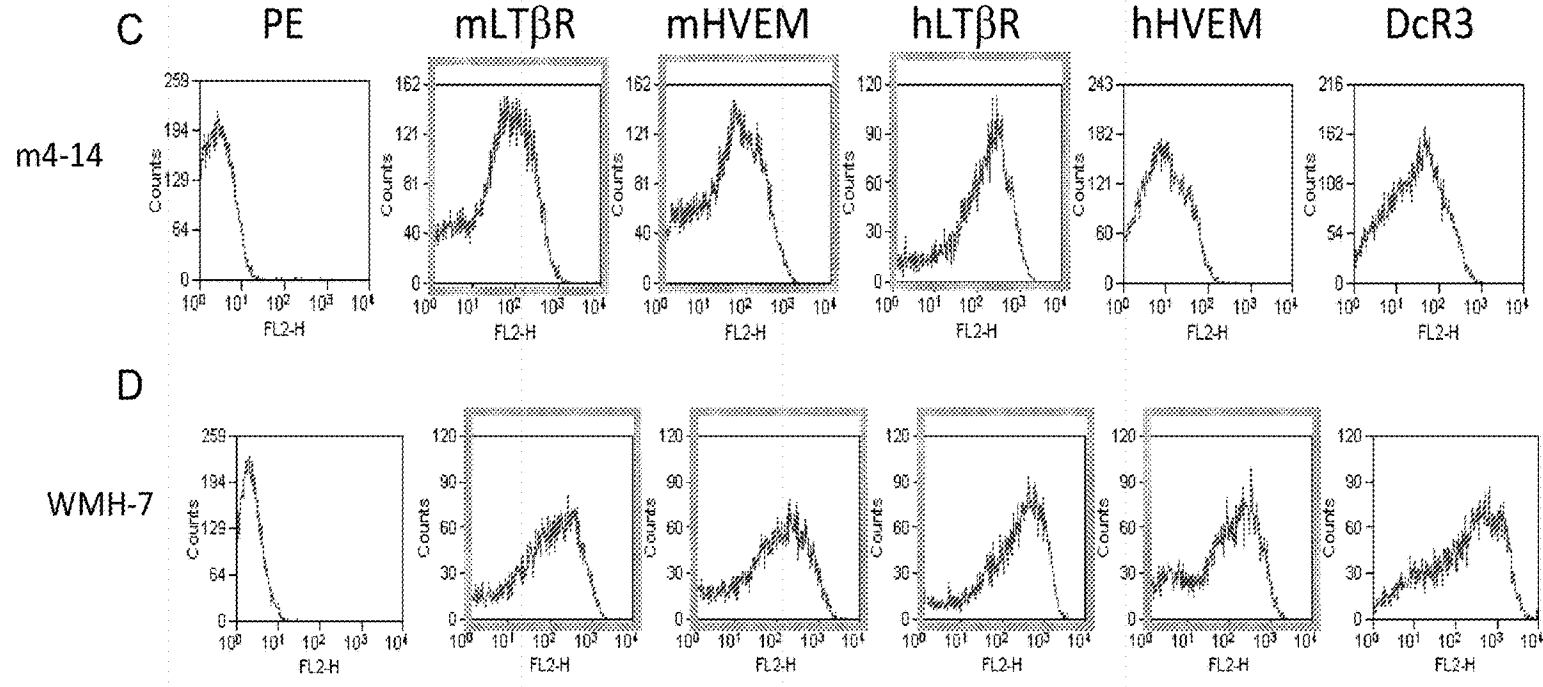 C PE mLTβR mHVEM hLTβR hHVEM DcR3
m4-14
259 194 129 64 0 Counts 10⁰ 10¹ 10² 10³ 10⁴ FL2-H
162 121 81 40 0 Counts 10⁰ 10¹ 10² 10³ 10⁴ FL2-H
162 121 81 40 0 Counts 10⁰ 10¹ 10² 10³ 10⁴ FL2-H
120 90 60 30 0 Counts 10⁰ 10¹ 10² 10³ 10⁴ FL2-H
243 182 121 60 0 Counts 10⁰ 10¹ 10² 10³ 10⁴ FL2-H
216 162 108 54 0 Counts 10⁰ 10¹ 10² 10³ 10⁴ FL2-H
D
WMH-7
259 194 129 64 0 Counts 10⁰ 10¹ 10² 10³ 10⁴ FL2-H
120 90 60 30 0 Counts 10⁰ 10¹ 10² 10³ 10⁴ FL2-H
120 90 60 30 0 Counts 10⁰ 10¹ 10² 10³ 10⁴ FL2-H
120 90 60 30 0 Counts 10⁰ 10¹ 10² 10³ 10⁴ FL2-H
120 90 60 30 0 Counts 10⁰ 10¹ 10² 10³ 10⁴ FL2-H
120 90 60 30 0 Counts 10⁰ 10¹ 10² 10³ 10⁴ FL2-H